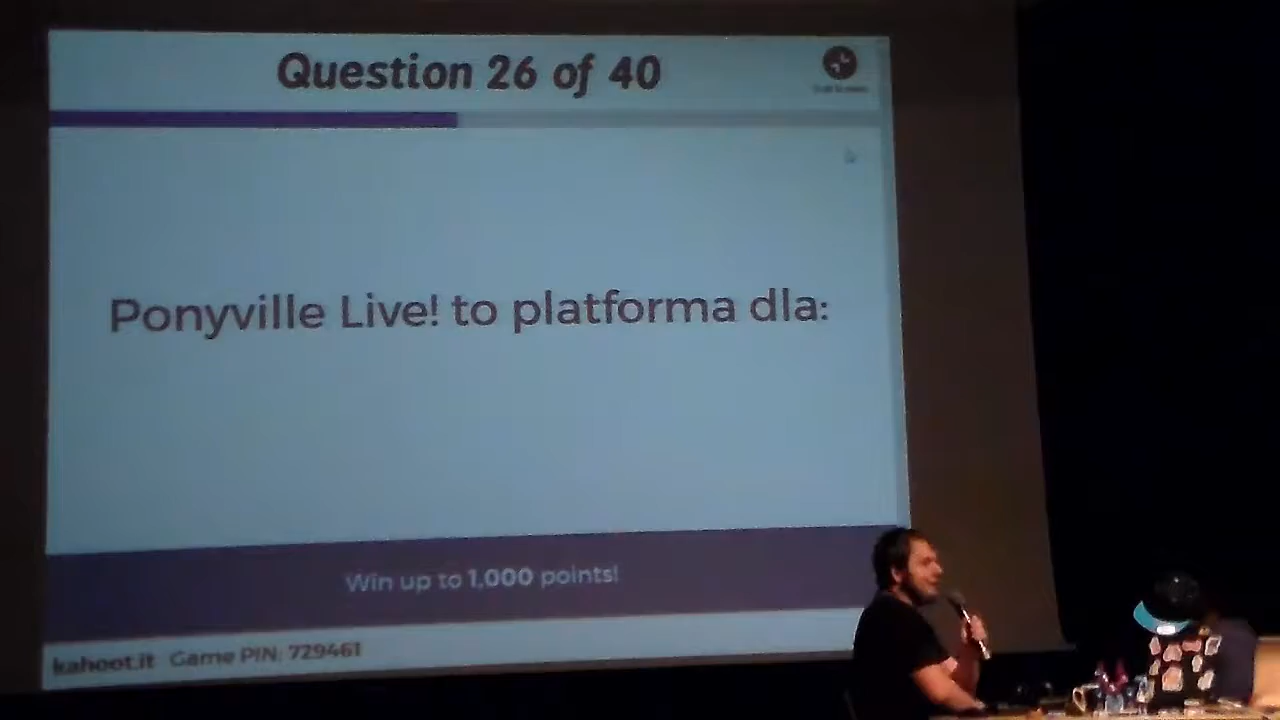 Question 26 of 40
Ponyville Live! to platforma dla:
Win up to 1,000 points!
kahoot.it Game PIN: 729461